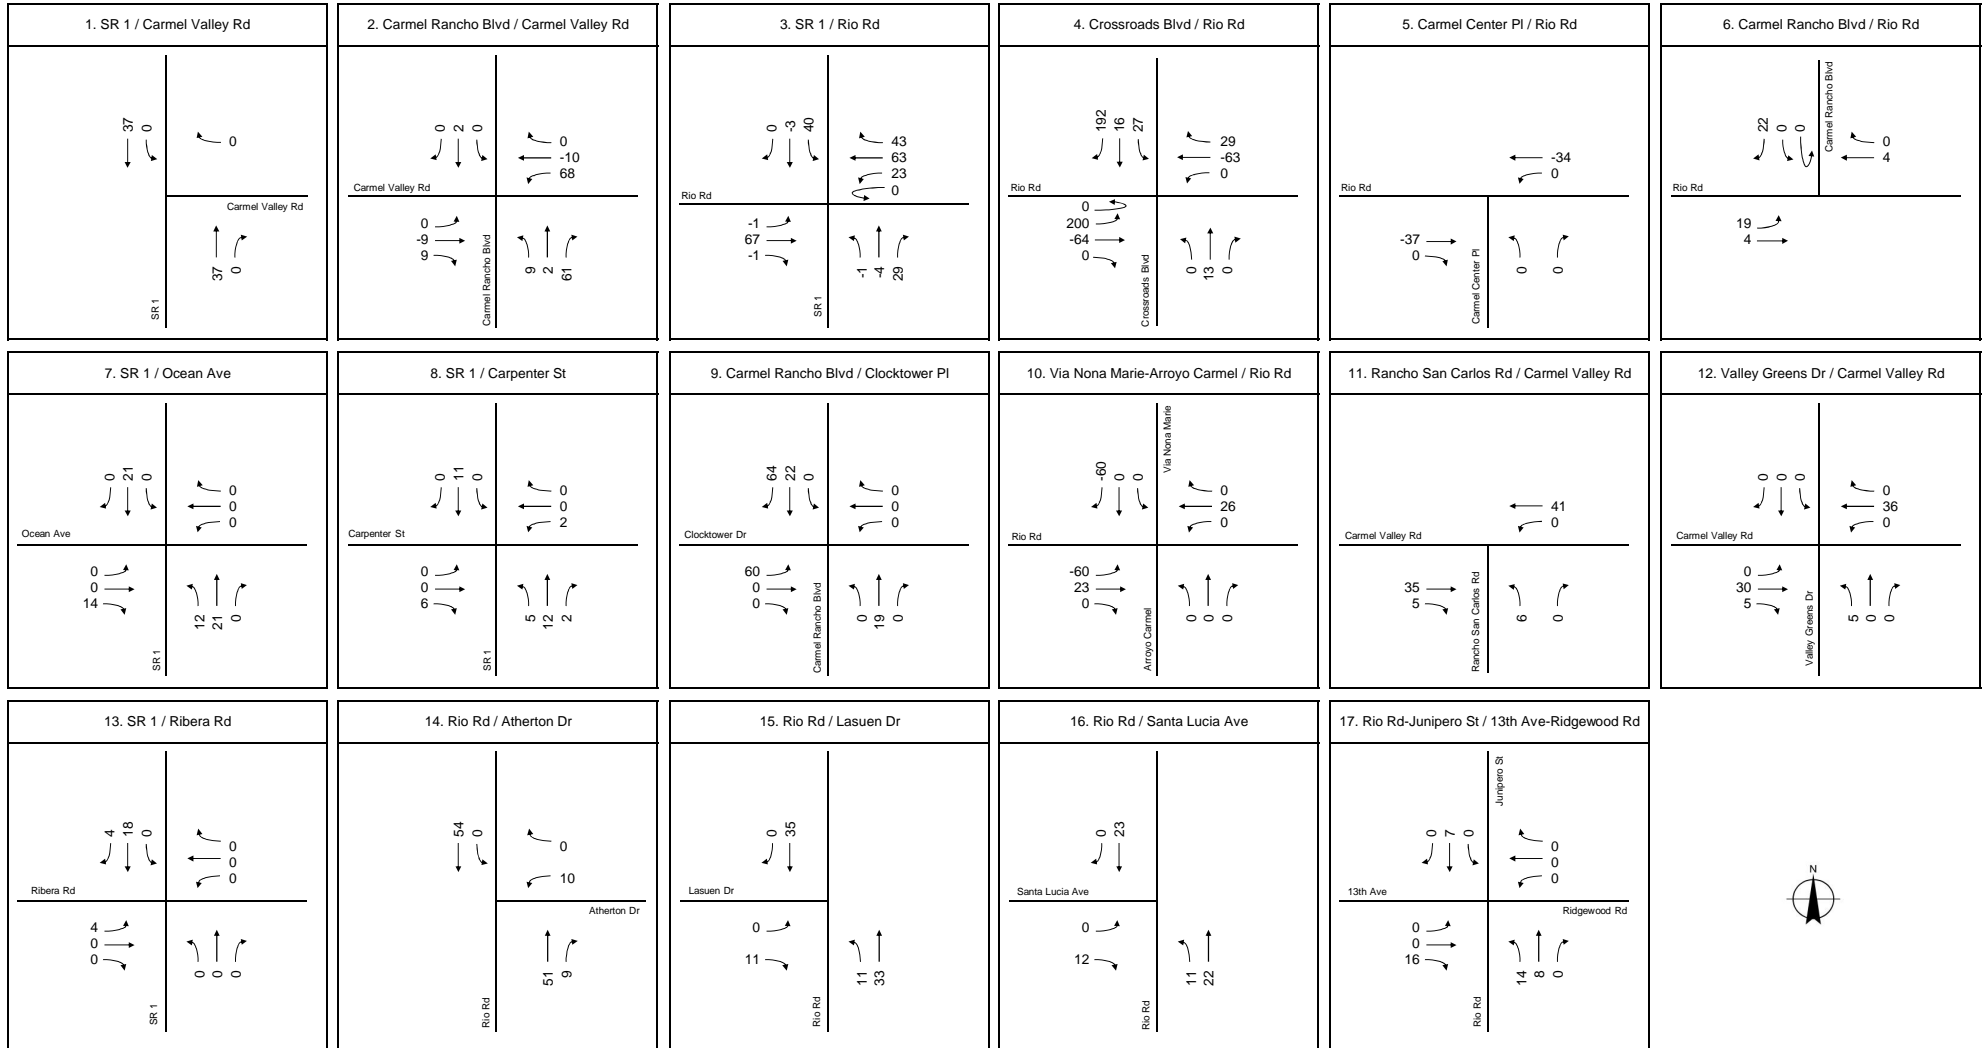 1. SR 1 / Carmel Valley Rd
37
0
0
Carmel Valley Rd
37
0
SR 1
2. Carmel Rancho Blvd / Carmel Valley Rd
0
2
0
0
-10
68
Carmel Valley Rd
0
-9
9
Carmel Rancho Blvd
9
2
61
3. SR 1 / Rio Rd
0
-3
40
43
63
23
0
Rio Rd
-1
67
-1
SR 1
-1
-4
29
4. Crossroads Blvd / Rio Rd
192
16
27
29
-63
0
Rio Rd
0
200
-64
0
Crossroads Blvd
0
13
0
5. Carmel Center Pl / Rio Rd
-34
0
Rio Rd
-37
0
Carmel Center Pl
0
0
6. Carmel Rancho Blvd / Rio Rd
22
0
0
Carmel Rancho Blvd
0
4
Rio Rd
19
4
7. SR 1 / Ocean Ave
0
21
0
0
0
0
Ocean Ave
0
0
14
SR 1
12
21
0
8. SR 1 / Carpenter St
0
11
0
0
0
2
Carpenter St
0
0
6
SR 1
5
12
2
9. Carmel Rancho Blvd / Clocktower Pl
64
22
0
0
0
0
Clocktower Dr
60
0
0
Carmel Rancho Blvd
0
19
0
10. Via Nona Marie-Arroyo Carmel / Rio Rd
-60
0
0
Via Nona Marie
0
26
0
Rio Rd
-60
23
0
Arroyo Carmel
0
0
0
11. Rancho San Carlos Rd / Carmel Valley Rd
41
0
Carmel Valley Rd
35
5
Rancho San Carlos Rd
6
0
12. Valley Greens Dr / Carmel Valley Rd
0
0
0
0
36
0
Carmel Valley Rd
0
30
5
Valley Greens Dr
5
0
0
13. SR 1 / Ribera Rd
4
18
0
0
0
0
Ribera Rd
4
0
0
SR 1
0
0
0
14. Rio Rd / Atherton Dr
54
0
0
10
Atherton Dr
Rio Rd
51
9
15. Rio Rd / Lasuen Dr
0
35
Lasuen Dr
0
11
Rio Rd
11
33
16. Rio Rd / Santa Lucia Ave
0
23
Santa Lucia Ave
0
12
Rio Rd
11
22
17. Rio Rd-Junipero St / 13th Ave-Ridgewood Rd
Junipero St
0
7
0
0
0
0
13th Ave
Ridgewood Rd
0
0
16
Rio Rd
14
8
0
N